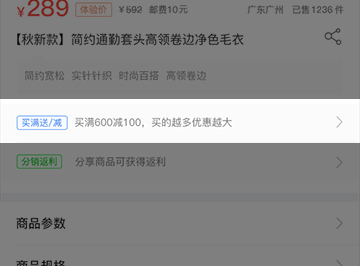 ¥289 体验价 ¥592 邮费10元 广东广州 已售1236件
【秋新款】简约通勤套头高领卷边净色毛衣
简约宽松 实针实织 时尚百搭 高领卷边
买满送/减 买满600减100，买的越多优惠越大
分销返利 分享商品可获得返利
商品参数
商品规格